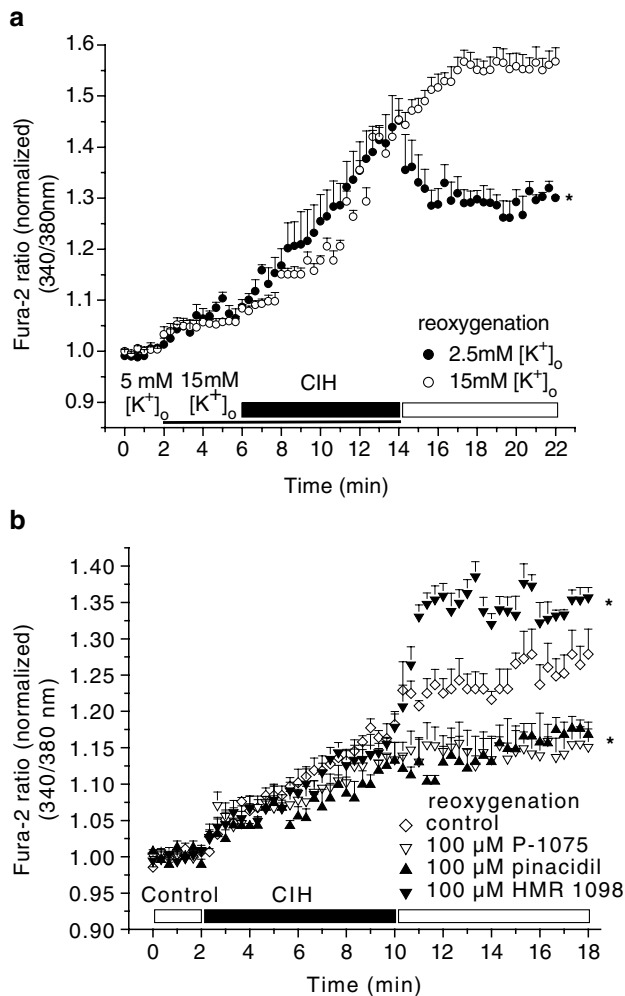 a
1.6
1.5
1.4
1.3
1.2
1.1
1.0
0.9
Fura-2 ratio (normalized)
(340/380nm)
reoxygenation
2.5mM [K+]o
15mM [K+]o
5 mM
[K+]o
15mM
[K+]o
CIH
0 2 4 6 8 10 12 14 16 18 20 22
Time (min)
*
b
1.40
1.35
1.30
1.25
1.20
1.15
1.10
1.05
1.00
0.95
0.90
Fura-2 ratio (normalized)
(340/380 nm)
*
*
reoxygenation
control
100 μM P-1075
100 μM pinacidil
100 μM HMR 1098
Control
CIH
0 2 4 6 8 10 12 14 16 18
Time (min)